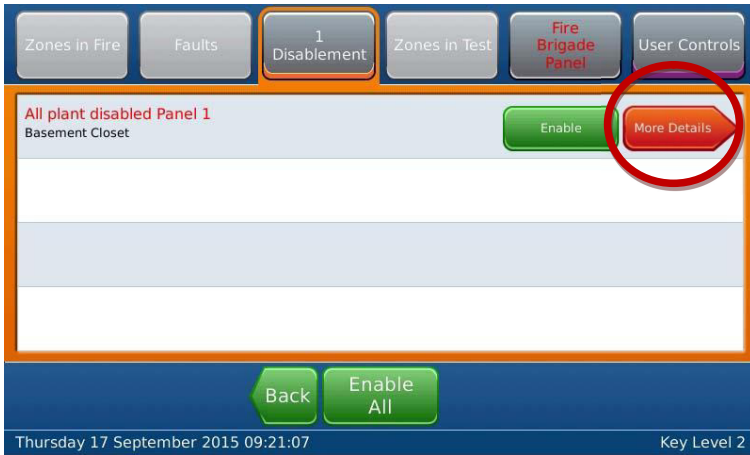 Zones in Fire
Faults
1
Disablement
Zones in Test
Fire
Brigade
Panel
User Controls
All plant disabled Panel 1
Basement Closet
Enable
More Details
Back
Enable
All
Thursday 17 September 2015 09:21:07
Key Level 2